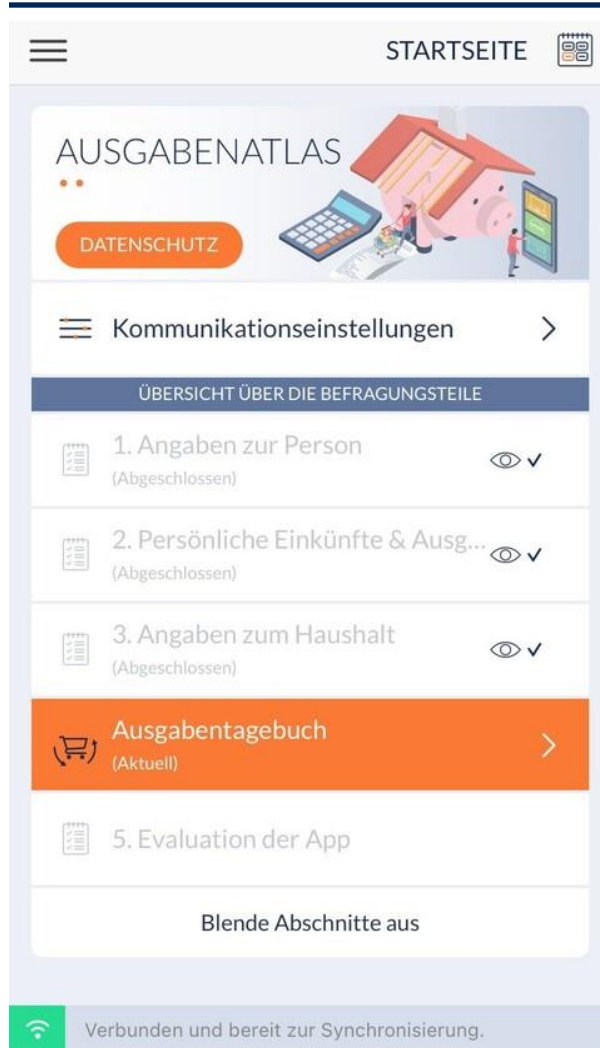 STARTSEITE
AUSGABENATLAS
DATENSCHUTZ
Kommunikationseinstellungen
ÜBERSICHT ÜBER DIE BEFRAGUNGSTEILE
1. Angaben zur Person
(Abgeschlossen)
2. Persönliche Einkünfte & Ausg...
(Abgeschlossen)
3. Angaben zum Haushalt
(Abgeschlossen)
Ausgabentagebuch
(Aktuell)
5. Evaluation der App
Blende Abschnitte aus
Verbunden und bereit zur Synchronisierung.